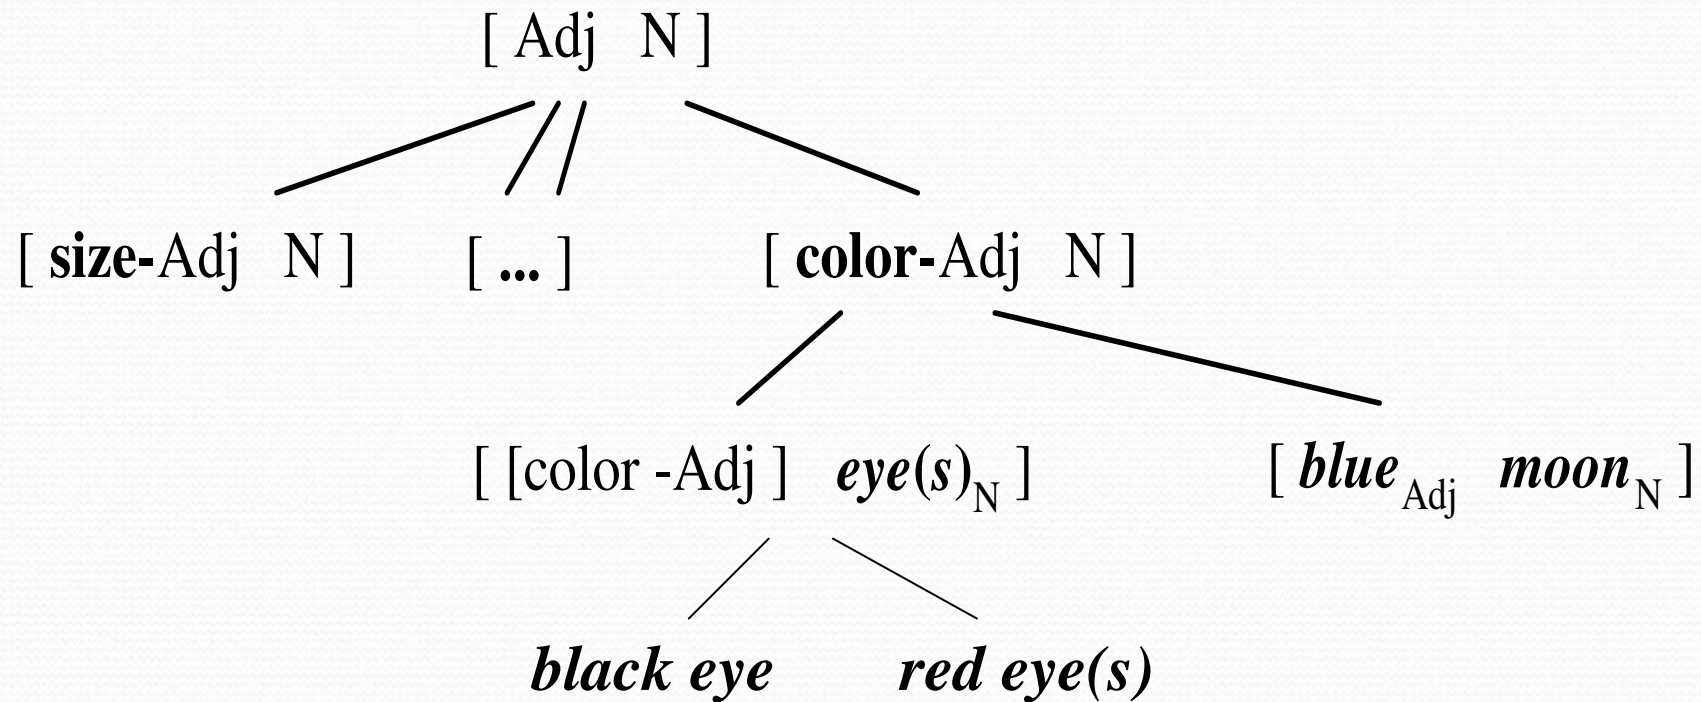 [ Adj N ]
[ size-Adj N ] [ ... ] [ color-Adj N ]
[ [color -Adj ] eye(s)N ] [ blueAdj moonN ]
black eye red eye(s)